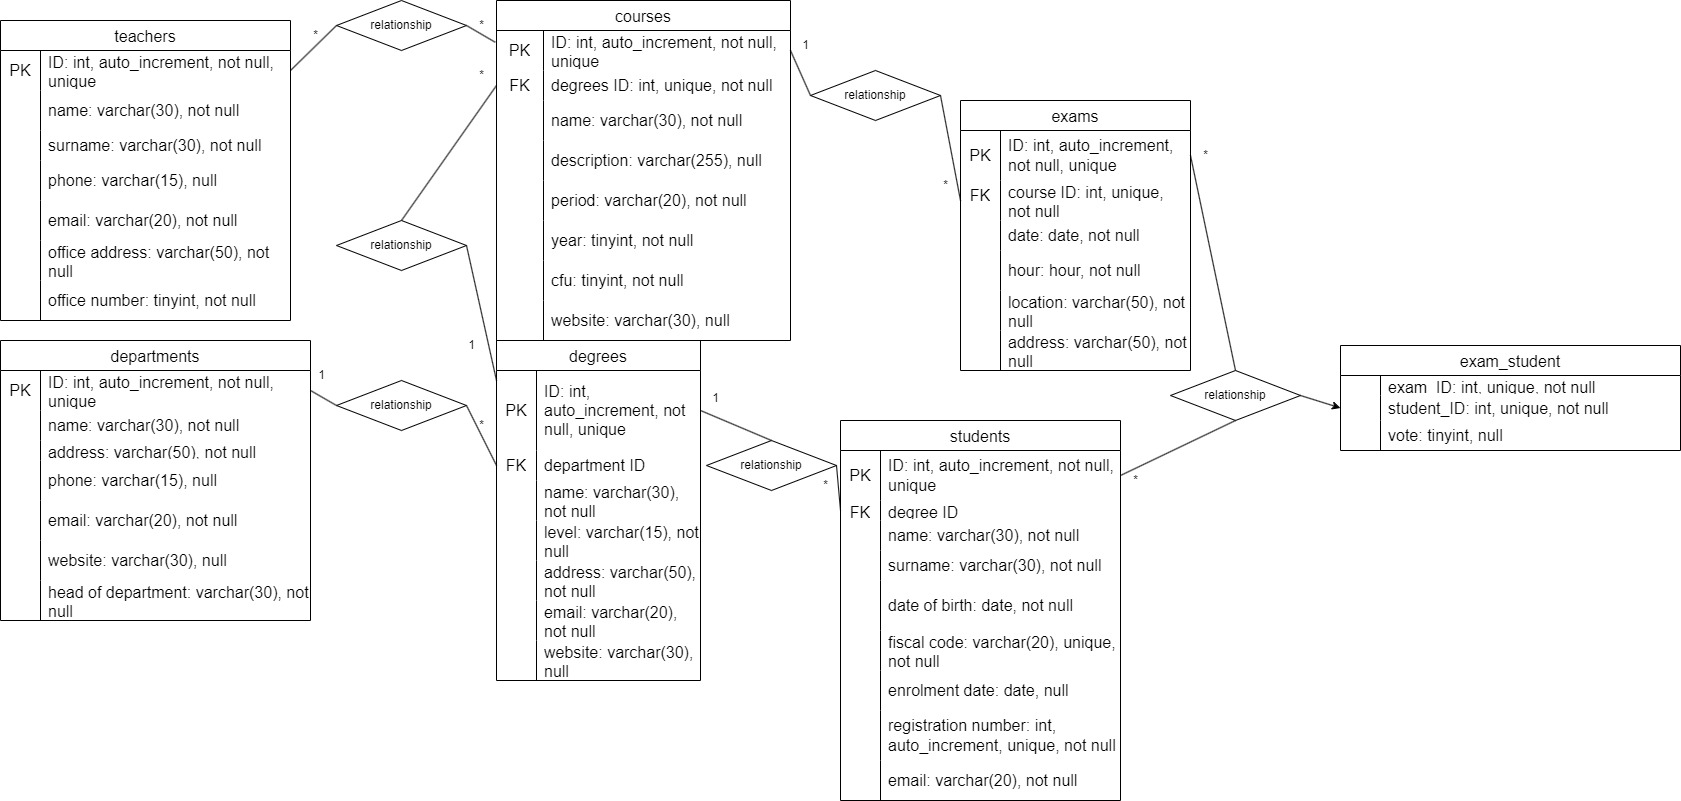 teachers
PK
ID: int, auto_increment, not null,
unique
name: varchar(30), not null
surname: varchar(30), not null
phone: varchar(15), null
email: varchar(20), not null
office address: varchar(50), not
null
office number: tinyint, not null
*
relationship
*
courses
PK
ID: int, auto_increment, not null,
unique
FK
degrees ID: int, unique, not null
name: varchar(30), not null
description: varchar(255), null
period: varchar(20), not null
year: tinyint, not null
cfu: tinyint, not null
website: varchar(30), null
*
relationship
1
1
relationship
*
exams
PK
ID: int, auto_increment,
not null, unique
FK
course ID: int, unique,
not null
date: date, not null
hour: hour, not null
location: varchar(50), not
null
address: varchar(50), not
null
*
departments
PK
ID: int, auto_increment, not null,
unique
name: varchar(30), not null
address: varchar(50), not null
phone: varchar(15), null
email: varchar(20), not null
website: varchar(30), null
head of department: varchar(30), not
null
1
relationship
*
degrees
PK
ID: int,
auto_increment, not
null, unique
FK
department ID
name: varchar(30),
not null
level: varchar(15), not
null
address: varchar(50),
not null
email: varchar(20),
not null
website: varchar(30),
null
1
relationship
*
students
PK
ID: int, auto_increment, not null,
unique
FK
degree ID
name: varchar(30), not null
surname: varchar(30), not null
date of birth: date, not null
fiscal code: varchar(20), unique,
not null
enrolment date: date, null
registration number: int,
auto_increment, unique, not null
email: varchar(20), not null
*
relationship
exam_student
exam_ID: int, unique, not null
student_ID: int, unique, not null
vote: tinyint, null